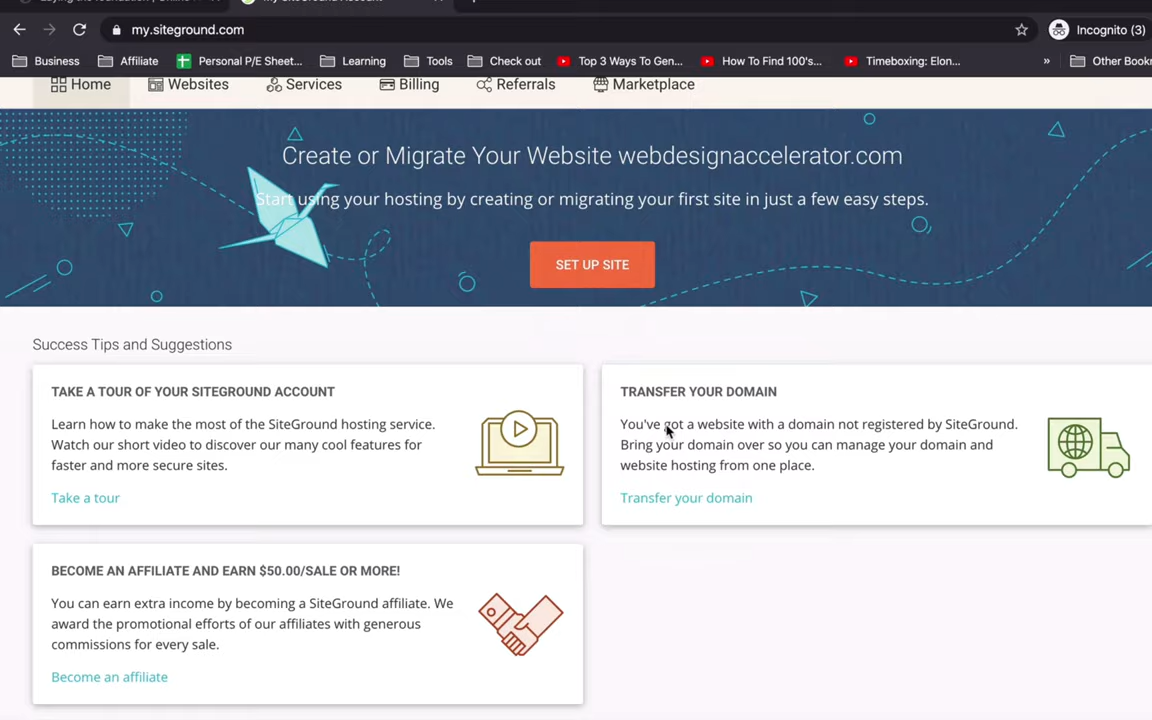 my.siteground.com
Incognito (3)
Business Affiliate Personal P/E Sheet... Learning Tools Check out Top 3 Ways To Gen... How To Find 100's... Timeboxing: Elon... » Other Bookm
Home Websites Services Billing Referrals Marketplace
Create or Migrate Your Website webdesignaccelerator.com
Start using your hosting by creating or migrating your first site in just a few easy steps.
SET UP SITE
Success Tips and Suggestions
TAKE A TOUR OF YOUR SITEGROUND ACCOUNT
Learn how to make the most of the SiteGround hosting service.
Watch our short video to discover our many cool features for
faster and more secure sites.
Take a tour
TRANSFER YOUR DOMAIN
You've got a website with a domain not registered by SiteGround.
Bring your domain over so you can manage your domain and
website hosting from one place.
Transfer your domain
BECOME AN AFFILIATE AND EARN $50.00/SALE OR MORE!
You can earn extra income by becoming a SiteGround affiliate. We
award the promotional efforts of our affiliates with generous
commissions for every sale.
Become an affiliate